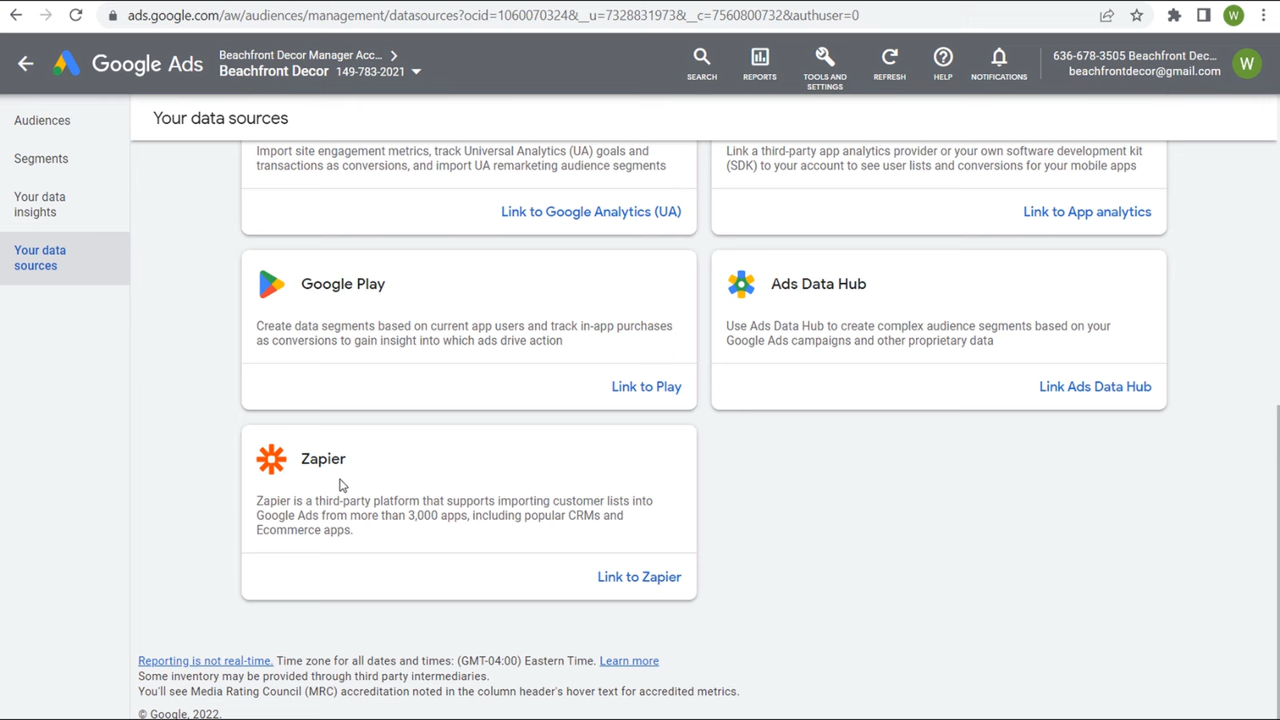 ads.google.com/aw/audiences/management/datasources?ocid=1060070324&__u=7328831973&__c=7560800732&authuser=0
W
Google Ads
Beachfront Decor Manager Acc...
Beachfront Decor 149-783-2021
SEARCH
REPORTS
TOOLS AND
SETTINGS
REFRESH
HELP
NOTIFICATIONS
636-678-3505 Beachfront Dec...
beachfrontdecor@gmail.com
W
Audiences
Segments
Your data
insights
Your data
sources
Your data sources
Import site engagement metrics, track Universal Analytics (UA) goals and
transactions as conversions, and import UA remarketing audience segments
Link to Google Analytics (UA)
Link a third-party app analytics provider or your own software development kit
(SDK) to your account to see user lists and conversions for your mobile apps
Link to App analytics
Google Play
Create data segments based on current app users and track in-app purchases
as conversions to gain insight into which ads drive action
Link to Play
Ads Data Hub
Use Ads Data Hub to create complex audience segments based on your
Google Ads campaigns and other proprietary data
Link Ads Data Hub
Zapier
Zapier is a third-party platform that supports importing customer lists into
Google Ads from more than 3,000 apps, including popular CRMs and
Ecommerce apps.
Link to Zapier
Reporting is not real-time. Time zone for all dates and times: (GMT-04:00) Eastern Time. Learn more
Some inventory may be provided through third party intermediaries.
You'll see Media Rating Council (MRC) accreditation noted in the column header's hover text for accredited metrics.
© Google, 2022.